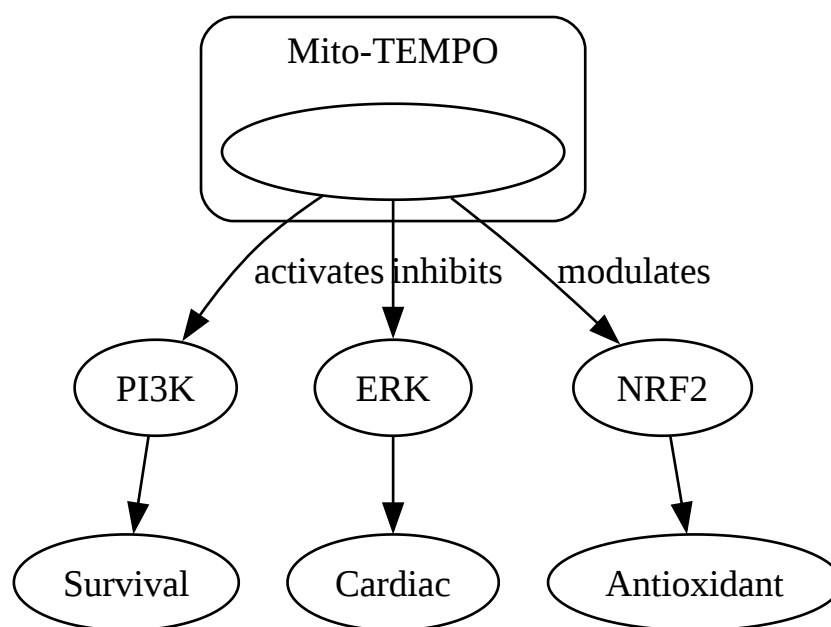 Mito-TEMPO
activates inhibits modulates
PI3K ERK NRF2
Survival Cardiac Antioxidant